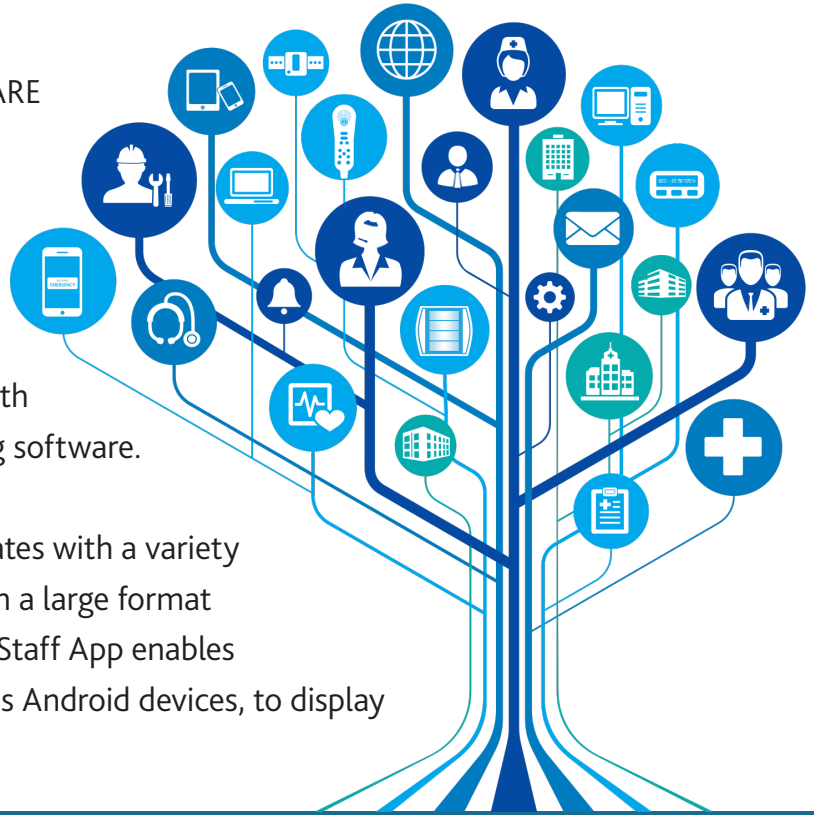 ARE
th
g software.
ates with a variety
n a large format
Staff App enables
s Android devices, to display
EMERGENCY